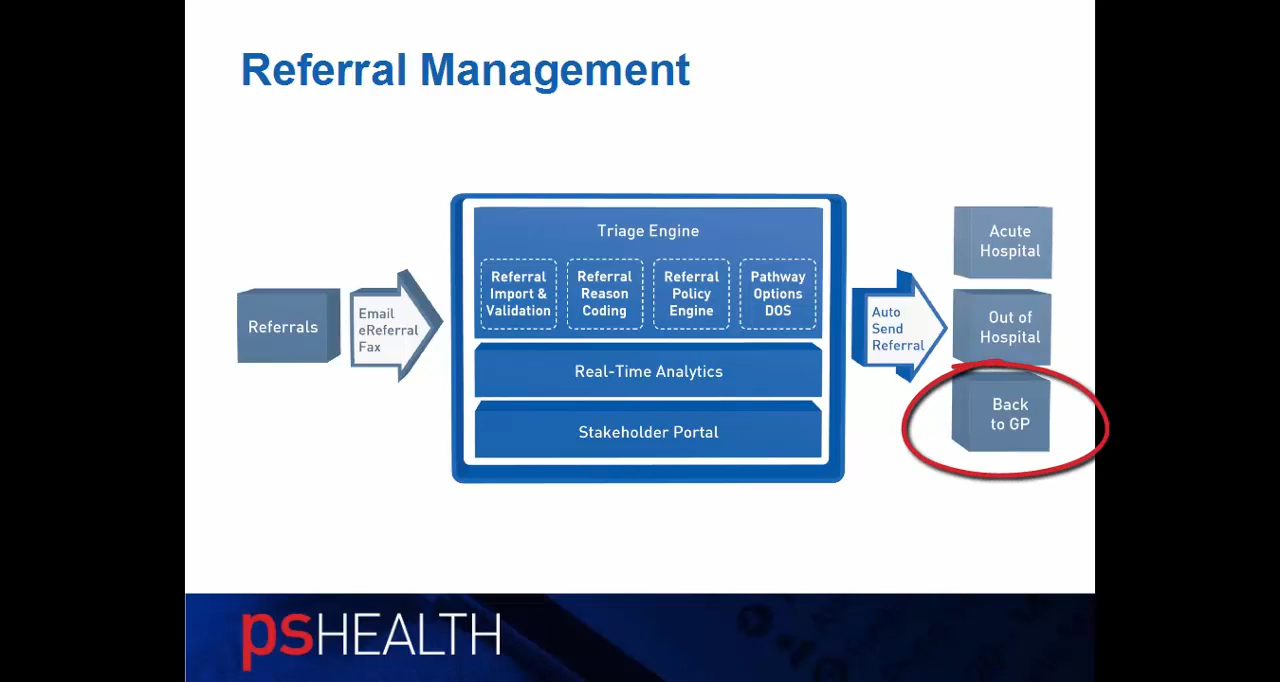 Referral Management
Referrals
Email
eReferral
Fax
Triage Engine
Referral
Import &
Validation
Referral
Reason
Coding
Referral
Policy
Engine
Pathway
Options
DOS
Real-Time Analytics
Stakeholder Portal
Auto
Send
Referral
Acute
Hospital
Out of
Hospital
Back
to GP
psHEALTH